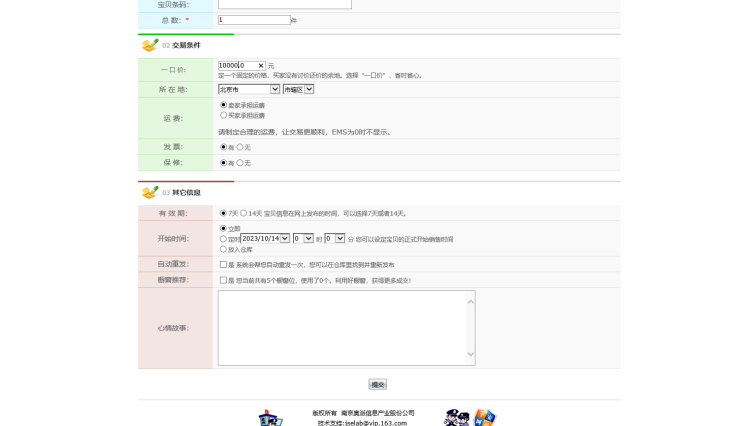 宝贝条码：
总 数：* 1 件
02 交易条件
一口价： 10000.0 × 元
定一个固定的价格，买家没有讨价还价的余地。选择“一口价”，省时省心。
所 在 地： 北京市 市辖区
卖家承担运费
运 费： 买家承担运费
请制定合理的运费，让交易更顺利，EMS为0时不显示。
发 票： 有 无
保 修： 有 无
03 其它信息
有 效 期： 7天 14天 宝贝信息在网上发布的时间，可以选择7天或者14天。
立即
开始时间： 定时 2023/10/14 0 时 0 分 您可以设定宝贝的正式开始销售时间
放入仓库
自动重发： 是 系统会帮您自动重发一次，您可以在仓库里找到并重新发布
橱窗推荐： 是 您当前共有5个橱窗位，使用了0个。利用好橱窗，获得更多成交！
心情故事：
提交
版权所有 南京奥派信息产业股份公司
技术支持:jselab@vip.163.com